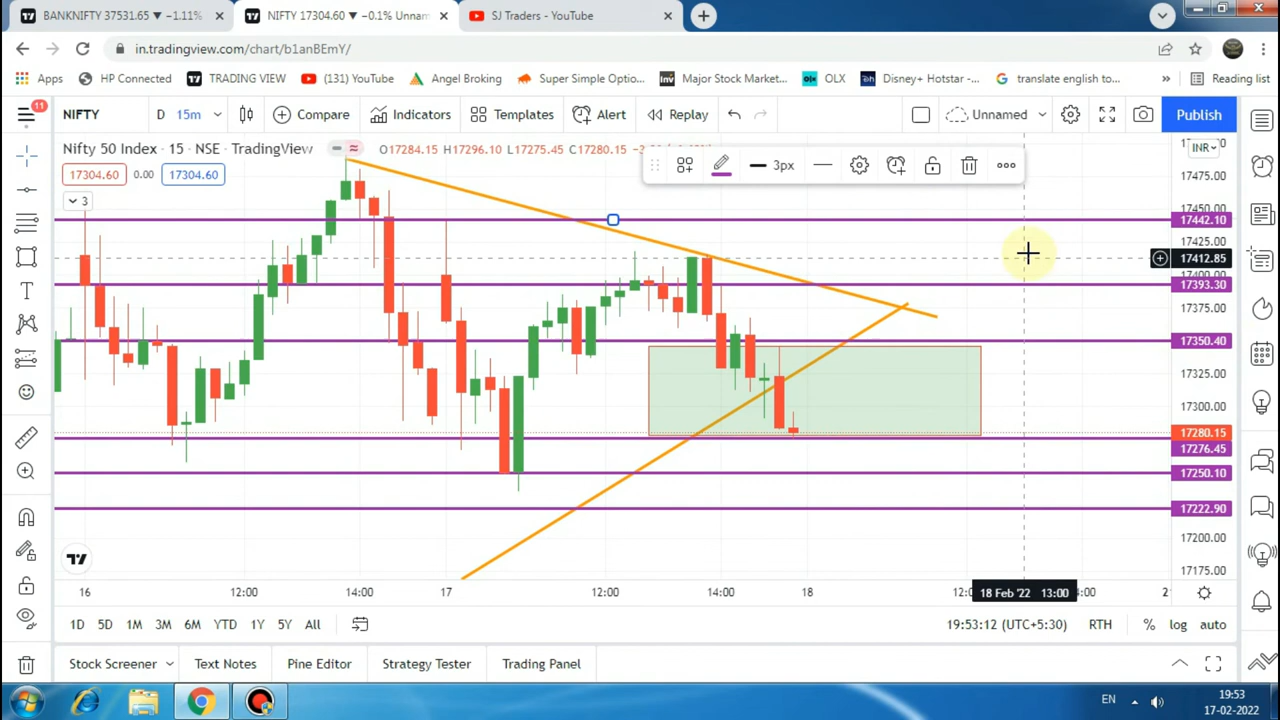 BANKNIFTY 37531.65 ▼ −1.11%
NIFTY 17304.60 ▼ −0.1% Unnam
SJ Traders - YouTube
in.tradingview.com/chart/b1anBEmY/
Apps
HP Connected
TRADING VIEW
(131) YouTube
Angel Broking
Super Simple Optio...
Major Stock Market...
OLX
Disney+ Hotstar -...
translate english to...
»
Reading list
11
NIFTY
D
15m
Compare
Indicators
Templates
Alert
Replay
Unnamed
Publish
Nifty 50 Index · 15 · NSE · TradingView
O17284.15 H17296.10 L17275.45 C17280.15
INR
17304.60
0.00
17304.60
3px
3
17475.00
17450.00
17442.10
17425.00
17412.85
17400.00
17393.30
17375.00
17350.40
17325.00
17300.00
17280.15
17276.45
17250.10
17222.90
17200.00
17175.00
16
12:00
14:00
17
12:00
14:00
18
18 Feb '22 13:00
1D
5D
1M
3M
6M
YTD
1Y
5Y
All
19:53:12 (UTC+5:30)
RTH
%
log
auto
Stock Screener
Text Notes
Pine Editor
Strategy Tester
Trading Panel
EN
19:53
17-02-2022